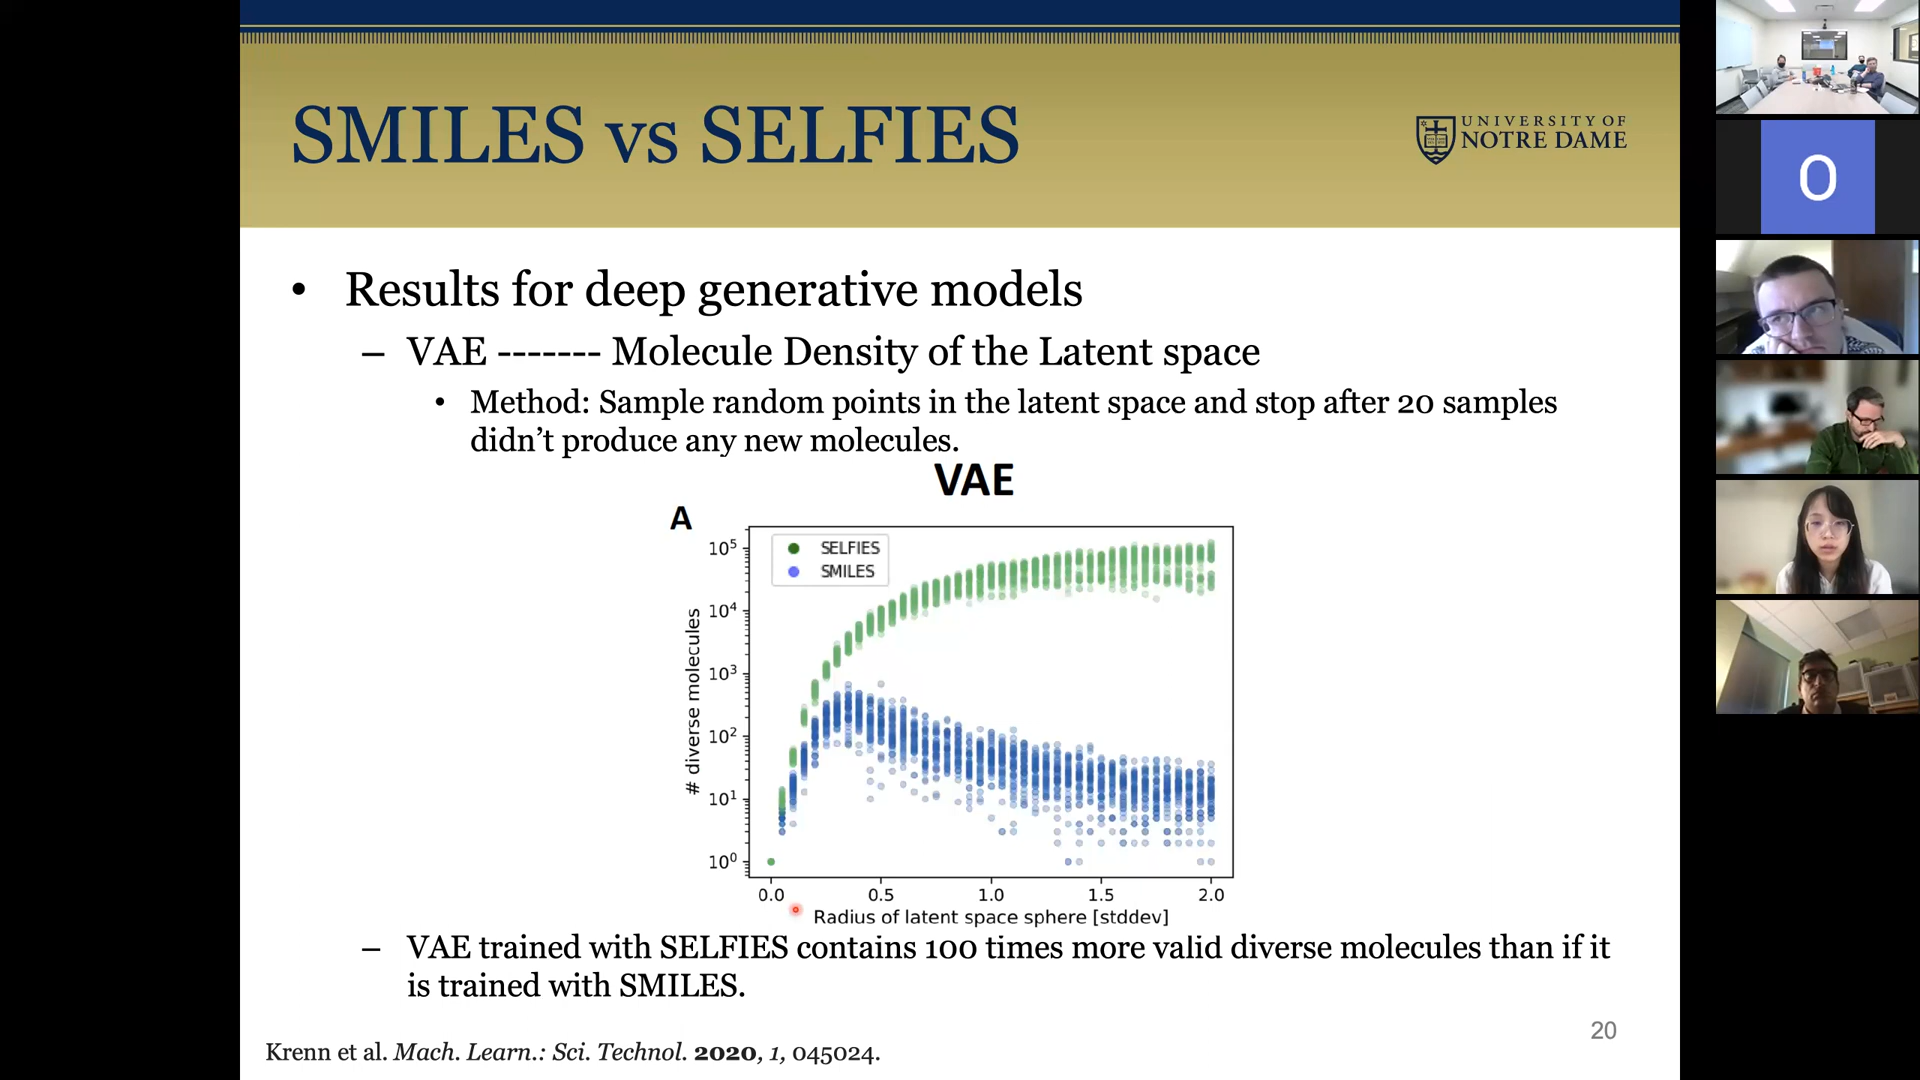 SMILES vs SELFIES
UNIVERSITY OF
NOTRE DAME
O
• Results for deep generative models
– VAE ------- Molecule Density of the Latent space
• Method: Sample random points in the latent space and stop after 20 samples
didn’t produce any new molecules.
VAE
A
SELFIES
SMILES
# diverse molecules
10⁵
10⁴
10³
10²
10¹
10⁰
0.0 0.5 1.0 1.5 2.0
Radius of latent space sphere [stddev]
– VAE trained with SELFIES contains 100 times more valid diverse molecules than if it
is trained with SMILES.
20
Krenn et al. Mach. Learn.: Sci. Technol. 2020, 1, 045024.